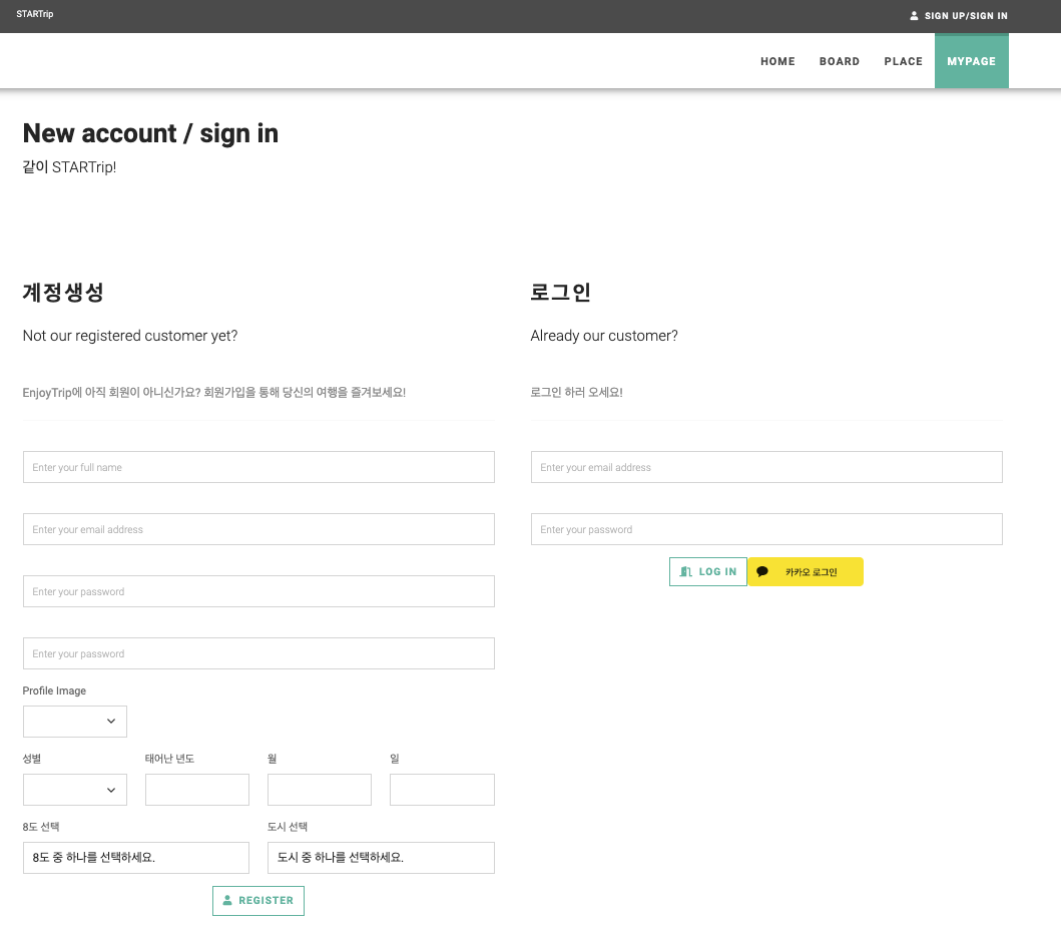 STARTrip
SIGN UP/SIGN IN
HOME BOARD PLACE MYPAGE
New account / sign in
같이 STARTrip!
계정생성
Not our registered customer yet?
EnjoyTrip에 아직 회원이 아니신가요? 회원가입을 통해 당신의 여행을 즐겨보세요!
Enter your full name
Enter your email address
Enter your password
Enter your password
Profile Image
성별 태어난 년도 월 일
8도 선택 도시 선택
8도 중 하나를 선택하세요. 도시 중 하나를 선택하세요.
REGISTER
로그인
Already our customer?
로그인 하러 오세요!
Enter your email address
Enter your password
LOG IN 카카오 로그인